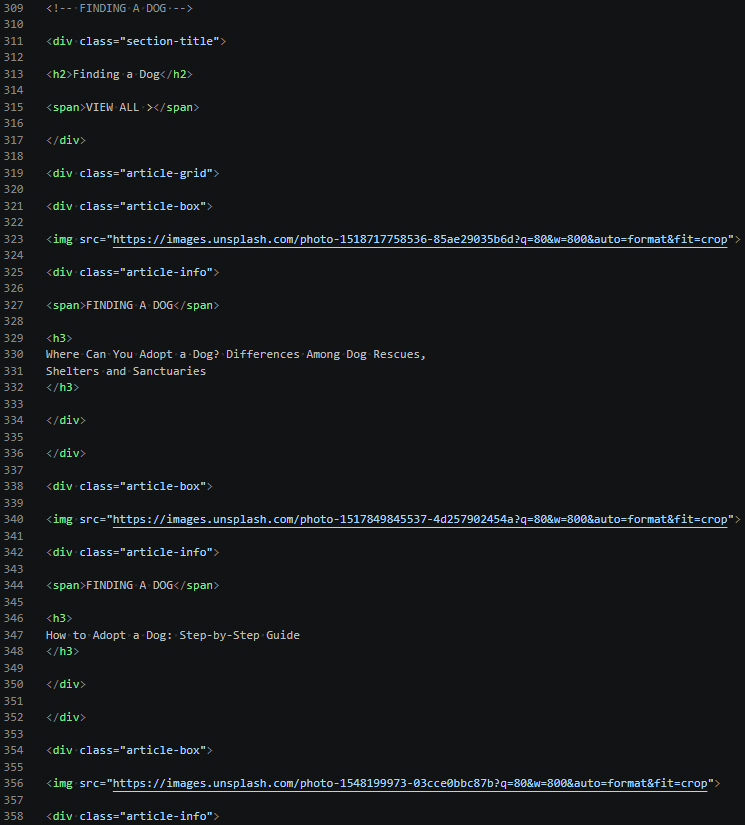 309 <!-- FINDING A DOG -->
310
311 <div class="section-title">
312
313 <h2>Finding a Dog</h2>
314
315 <span>VIEW ALL ></span>
316
317 </div>
318
319 <div class="article-grid">
320
321 <div class="article-box">
322
323 <img src="https://images.unsplash.com/photo-1518717758536-85ae29035b6d?q=80&w=800&auto=format&fit=crop">
324
325 <div class="article-info">
326
327 <span>FINDING A DOG</span>
328
329 <h3>
330 Where Can You Adopt a Dog? Differences Among Dog Rescues,
331 Shelters and Sanctuaries
332 </h3>
333
334 </div>
335
336 </div>
337
338 <div class="article-box">
339
340 <img src="https://images.unsplash.com/photo-1517849845537-4d257902454a?q=80&w=800&auto=format&fit=crop">
341
342 <div class="article-info">
343
344 <span>FINDING A DOG</span>
345
346 <h3>
347 How to Adopt a Dog: Step-by-Step Guide
348 </h3>
349
350 </div>
351
352 </div>
353
354 <div class="article-box">
355
356 <img src="https://images.unsplash.com/photo-1548199973-03cce0bbc87b?q=80&w=800&auto=format&fit=crop">
357
358 <div class="article-info">